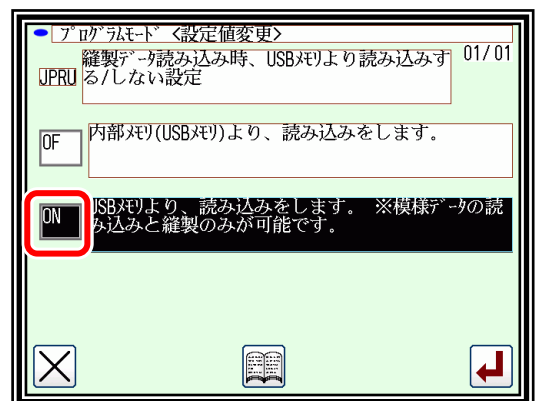 プログラムモード <設定値変更>
01/01
JPRU
縫製データ読み込み時、USBメモリより読み込みす
る/しない設定
OF
内部メモリ(USBメモリ)より、読み込みをします。
ON
USBメモリより、読み込みをします。 ※模様データの読
み込みと縫製のみが可能です。